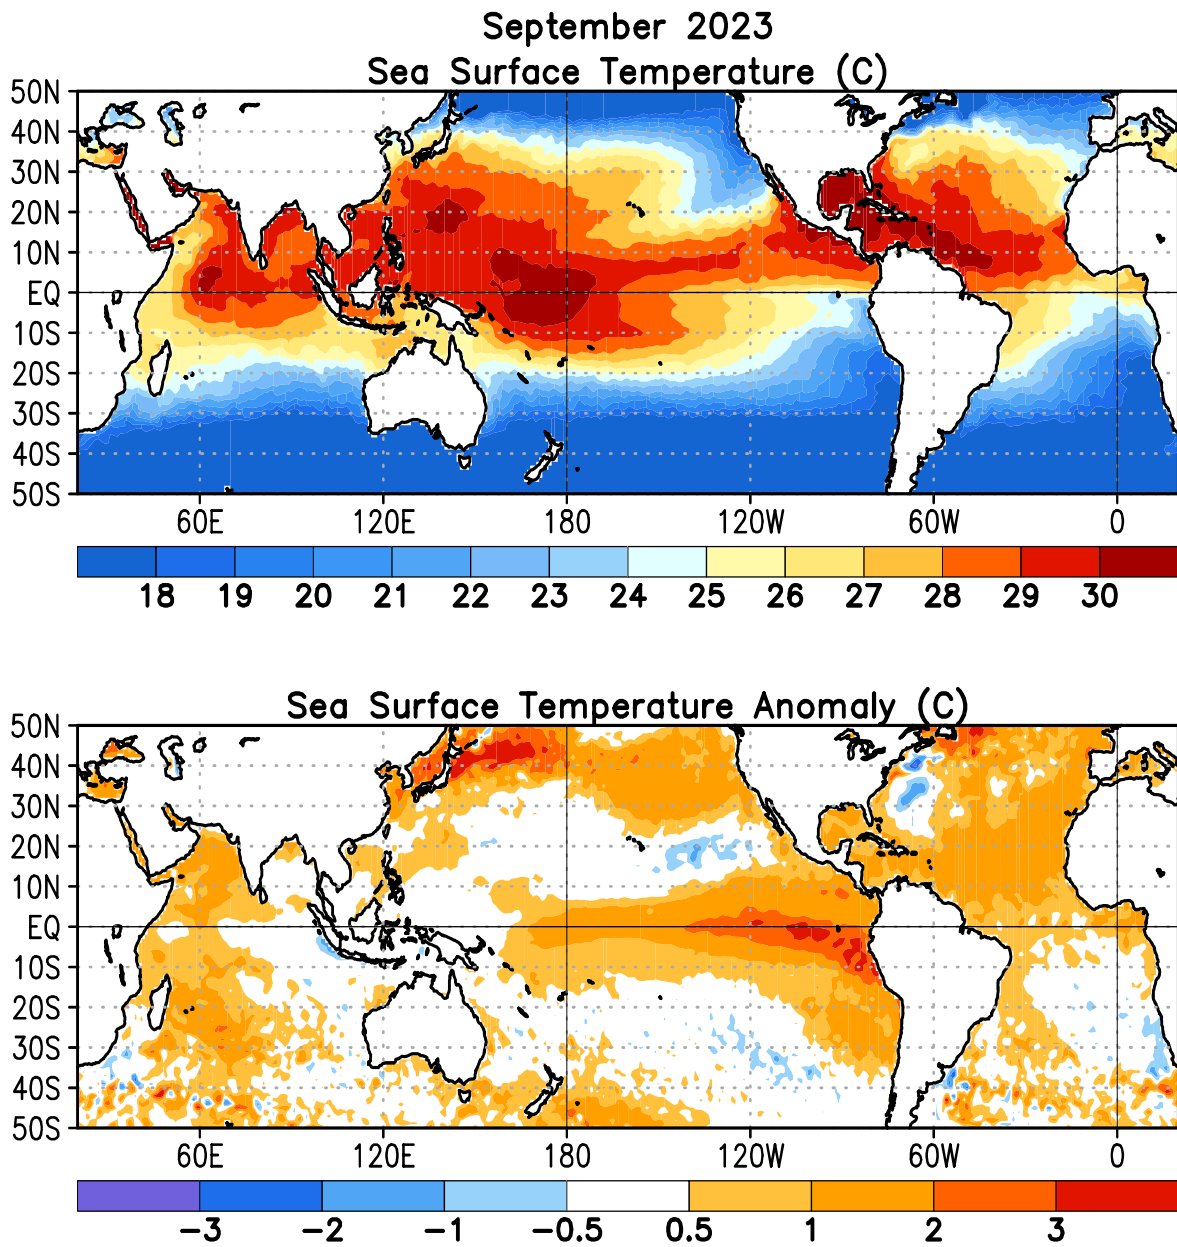 September 2023
Sea Surface Temperature (C)
50N
40N
30N
20N
10N
EQ
10S
20S
30S
40S
50S
60E 120E 180 120W 60W 0
18 19 20 21 22 23 24 25 26 27 28 29 30
Sea Surface Temperature Anomaly (C)
50N
40N
30N
20N
10N
EQ
10S
20S
30S
40S
50S
60E 120E 180 120W 60W 0
-3 -2 -1 -0.5 0.5 1 2 3